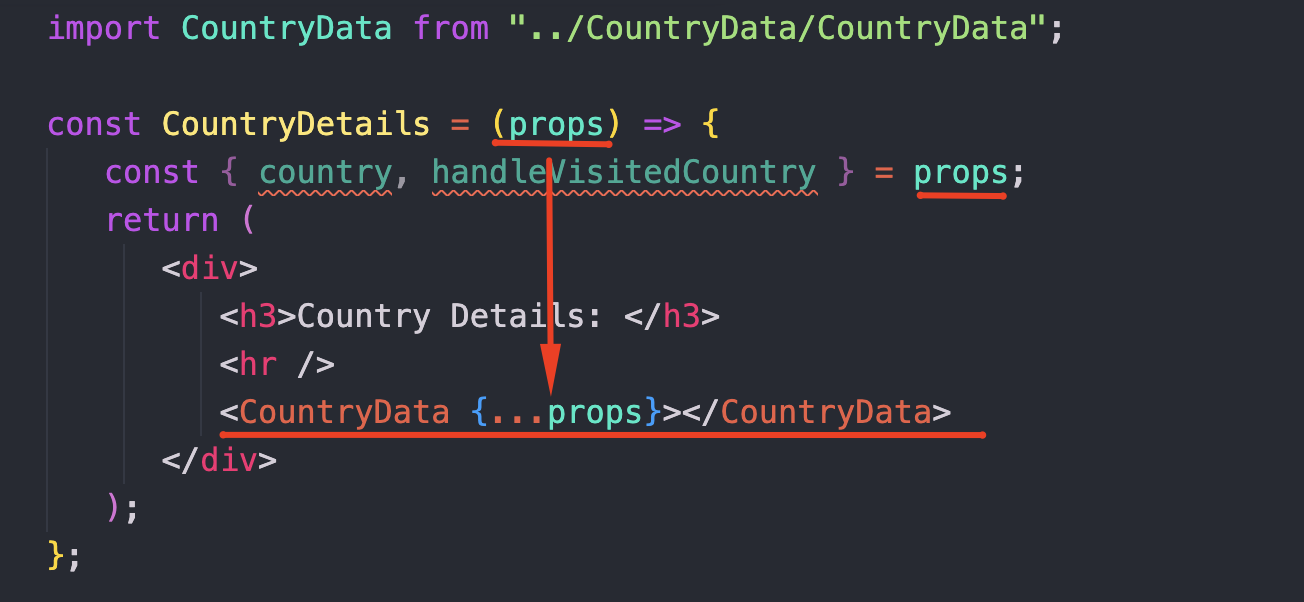 import CountryData from "../CountryData/CountryData";
const CountryDetails = (props) => {
const { country, handleVisitedCountry } = props;
return (
<div>
<h3>Country Details: </h3>
<hr />
<CountryData {...props}></CountryData>
</div>
);
};